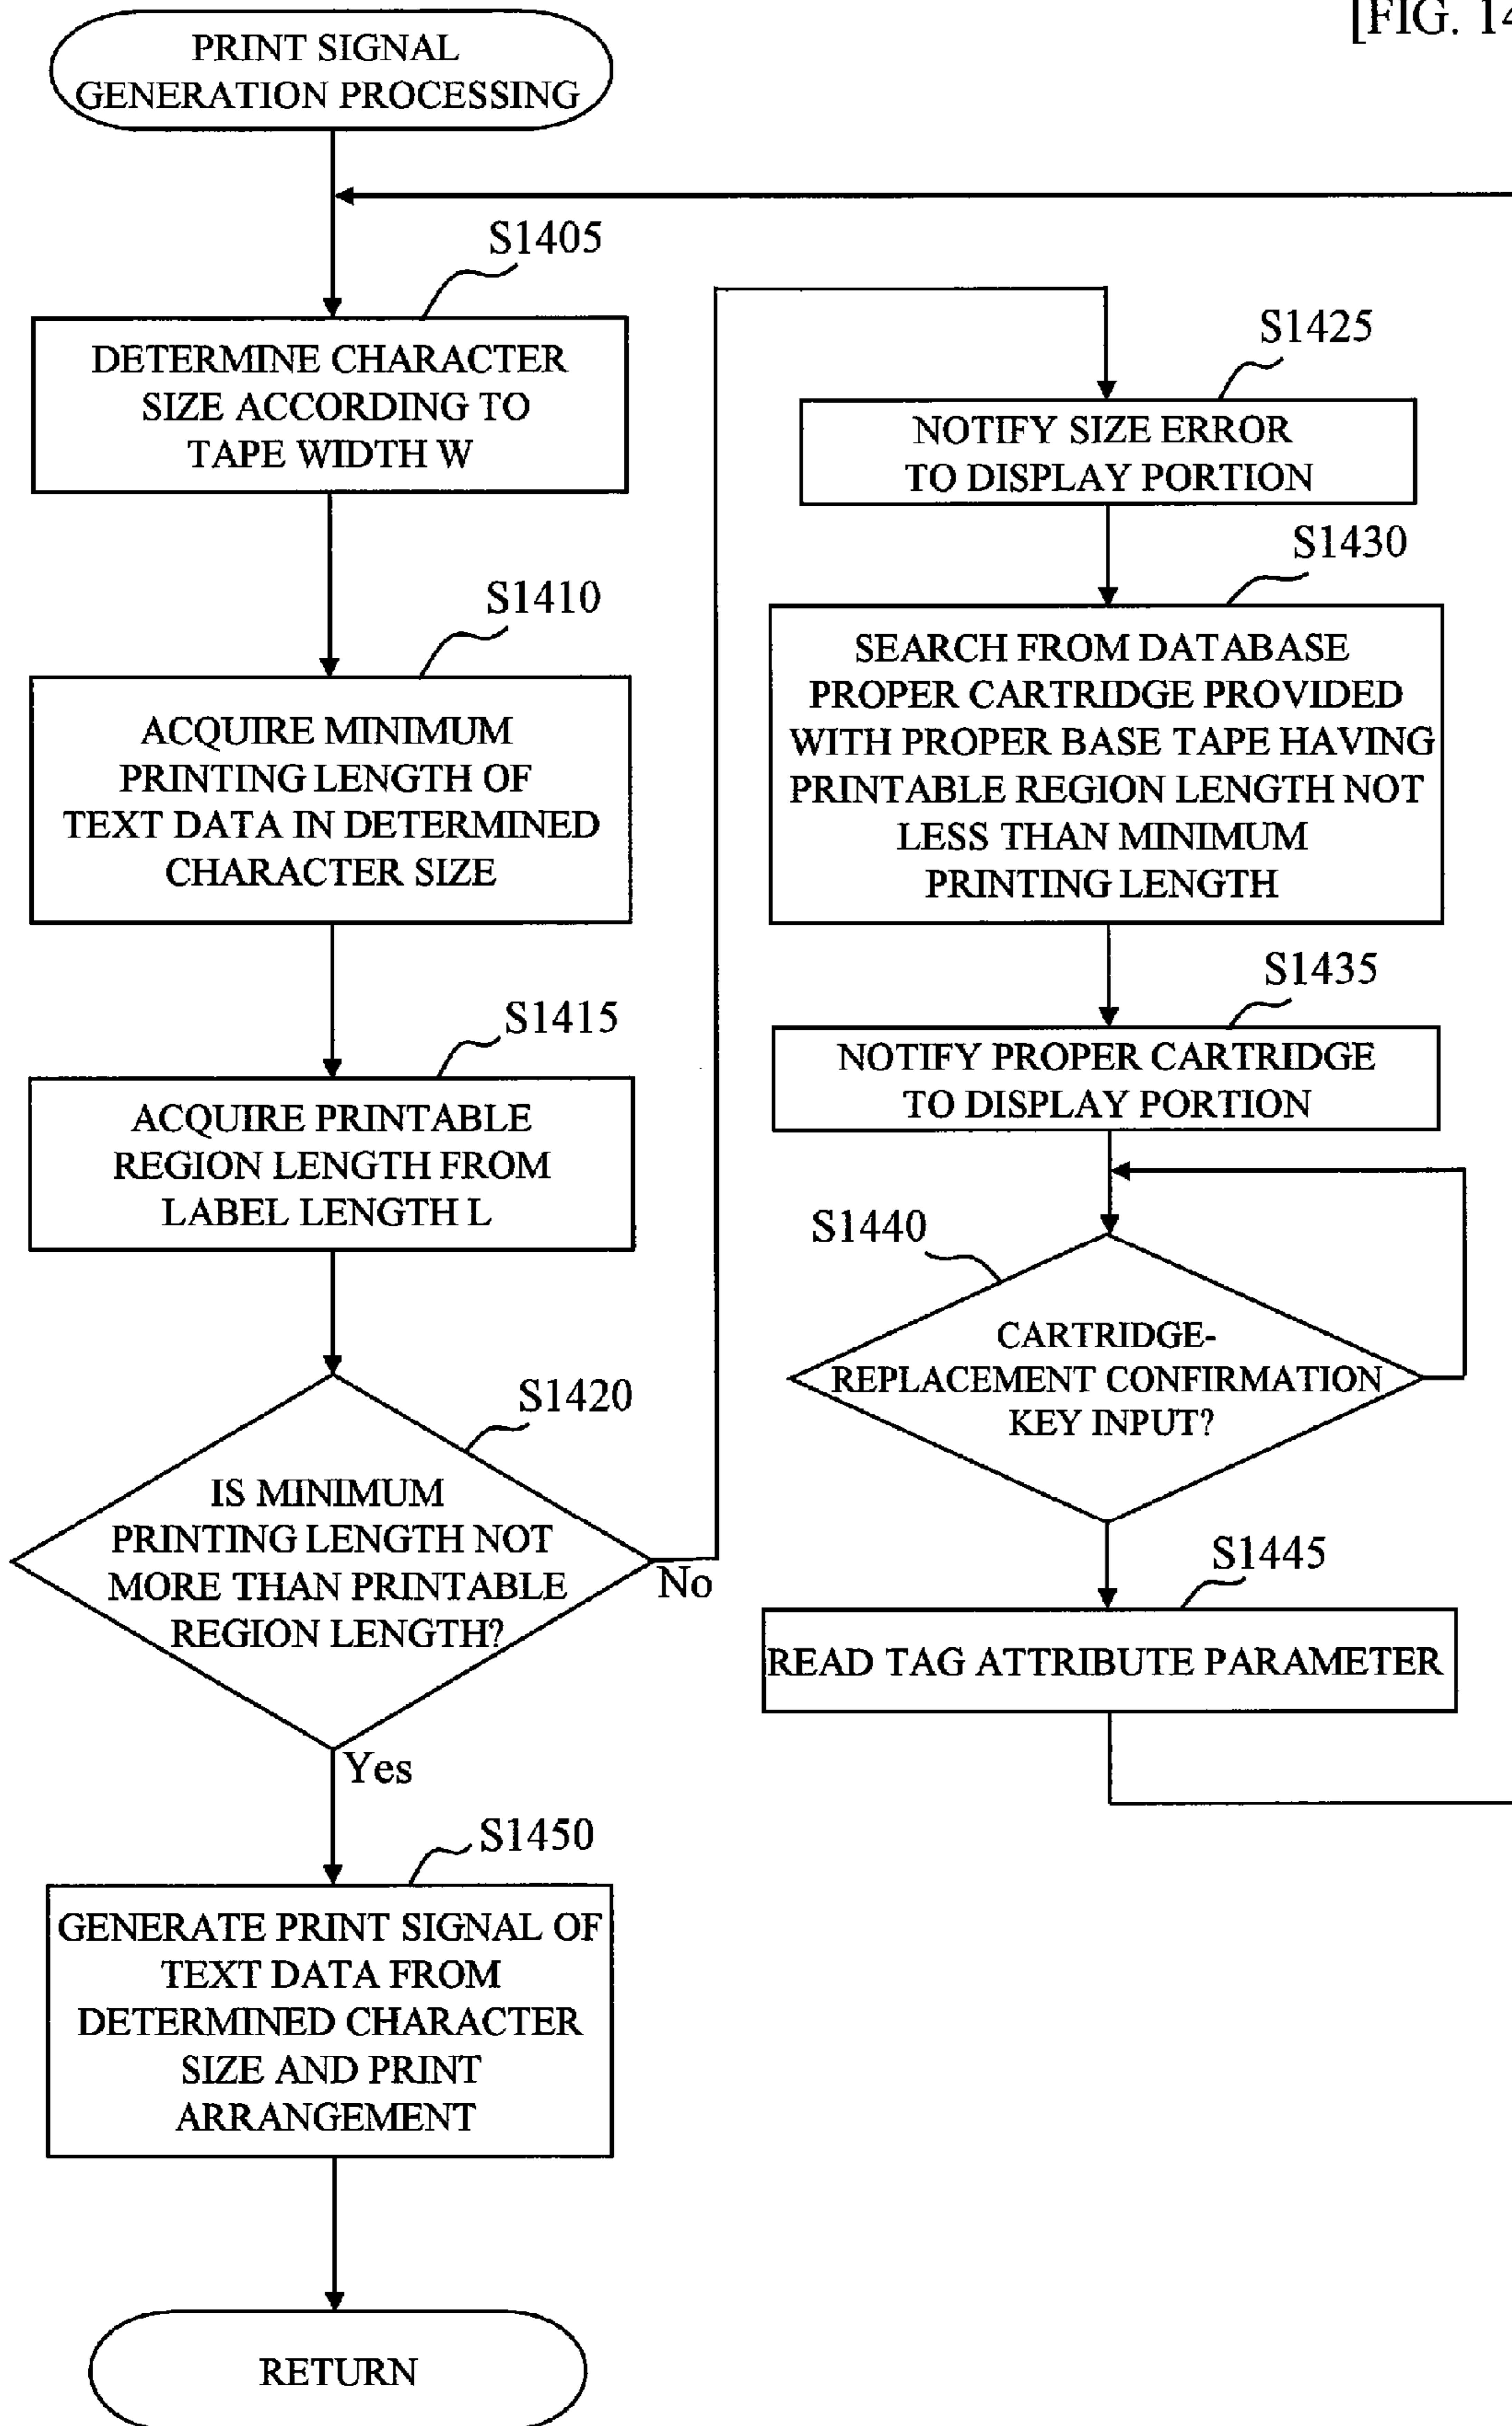 [FIG. 14
PRINT SIGNAL
GENERATION PROCESSING
S1405
DETERMINE CHARACTER
SIZE ACCORDING TO
TAPE WIDTH W
S1410
ACQUIRE MINIMUM
PRINTING LENGTH OF
TEXT DATA IN DETERMINED
CHARACTER SIZE
S1415
ACQUIRE PRINTABLE
REGION LENGTH FROM
LABEL LENGTH L
S1420
IS MINIMUM
PRINTING LENGTH NOT
MORE THAN PRINTABLE
REGION LENGTH?
No
Yes
S1425
NOTIFY SIZE ERROR
TO DISPLAY PORTION
S1430
SEARCH FROM DATABASE
PROPER CARTRIDGE PROVIDED
WITH PROPER BASE TAPE HAVING
PRINTABLE REGION LENGTH NOT
LESS THAN MINIMUM
PRINTING LENGTH
S1435
NOTIFY PROPER CARTRIDGE
TO DISPLAY PORTION
S1440
CARTRIDGE-
REPLACEMENT CONFIRMATION
KEY INPUT?
S1445
READ TAG ATTRIBUTE PARAMETER
S1450
GENERATE PRINT SIGNAL OF
TEXT DATA FROM
DETERMINED CHARACTER
SIZE AND PRINT
ARRANGEMENT
RETURN